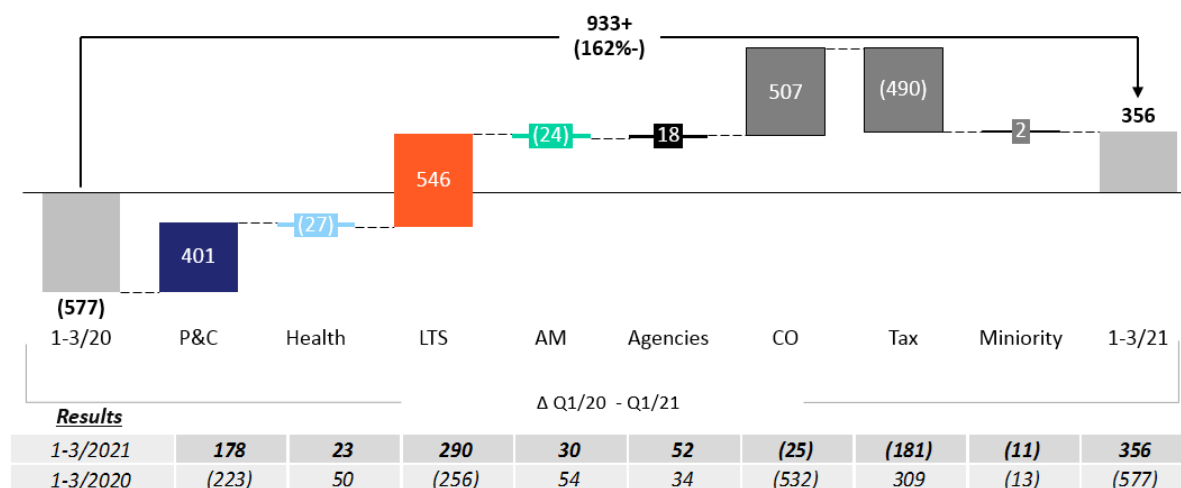 933+
(162%-)
507
(490)
356
(24)
18
2
546
(27)
401
(577)
1-3/20 P&C Health LTS AM Agencies CO Tax Miniority 1-3/21
Δ Q1/20 - Q1/21
Results
1-3/2021 178 23 290 30 52 (25) (181) (11) 356
1-3/2020 (223) 50 (256) 54 34 (532) 309 (13) (577)